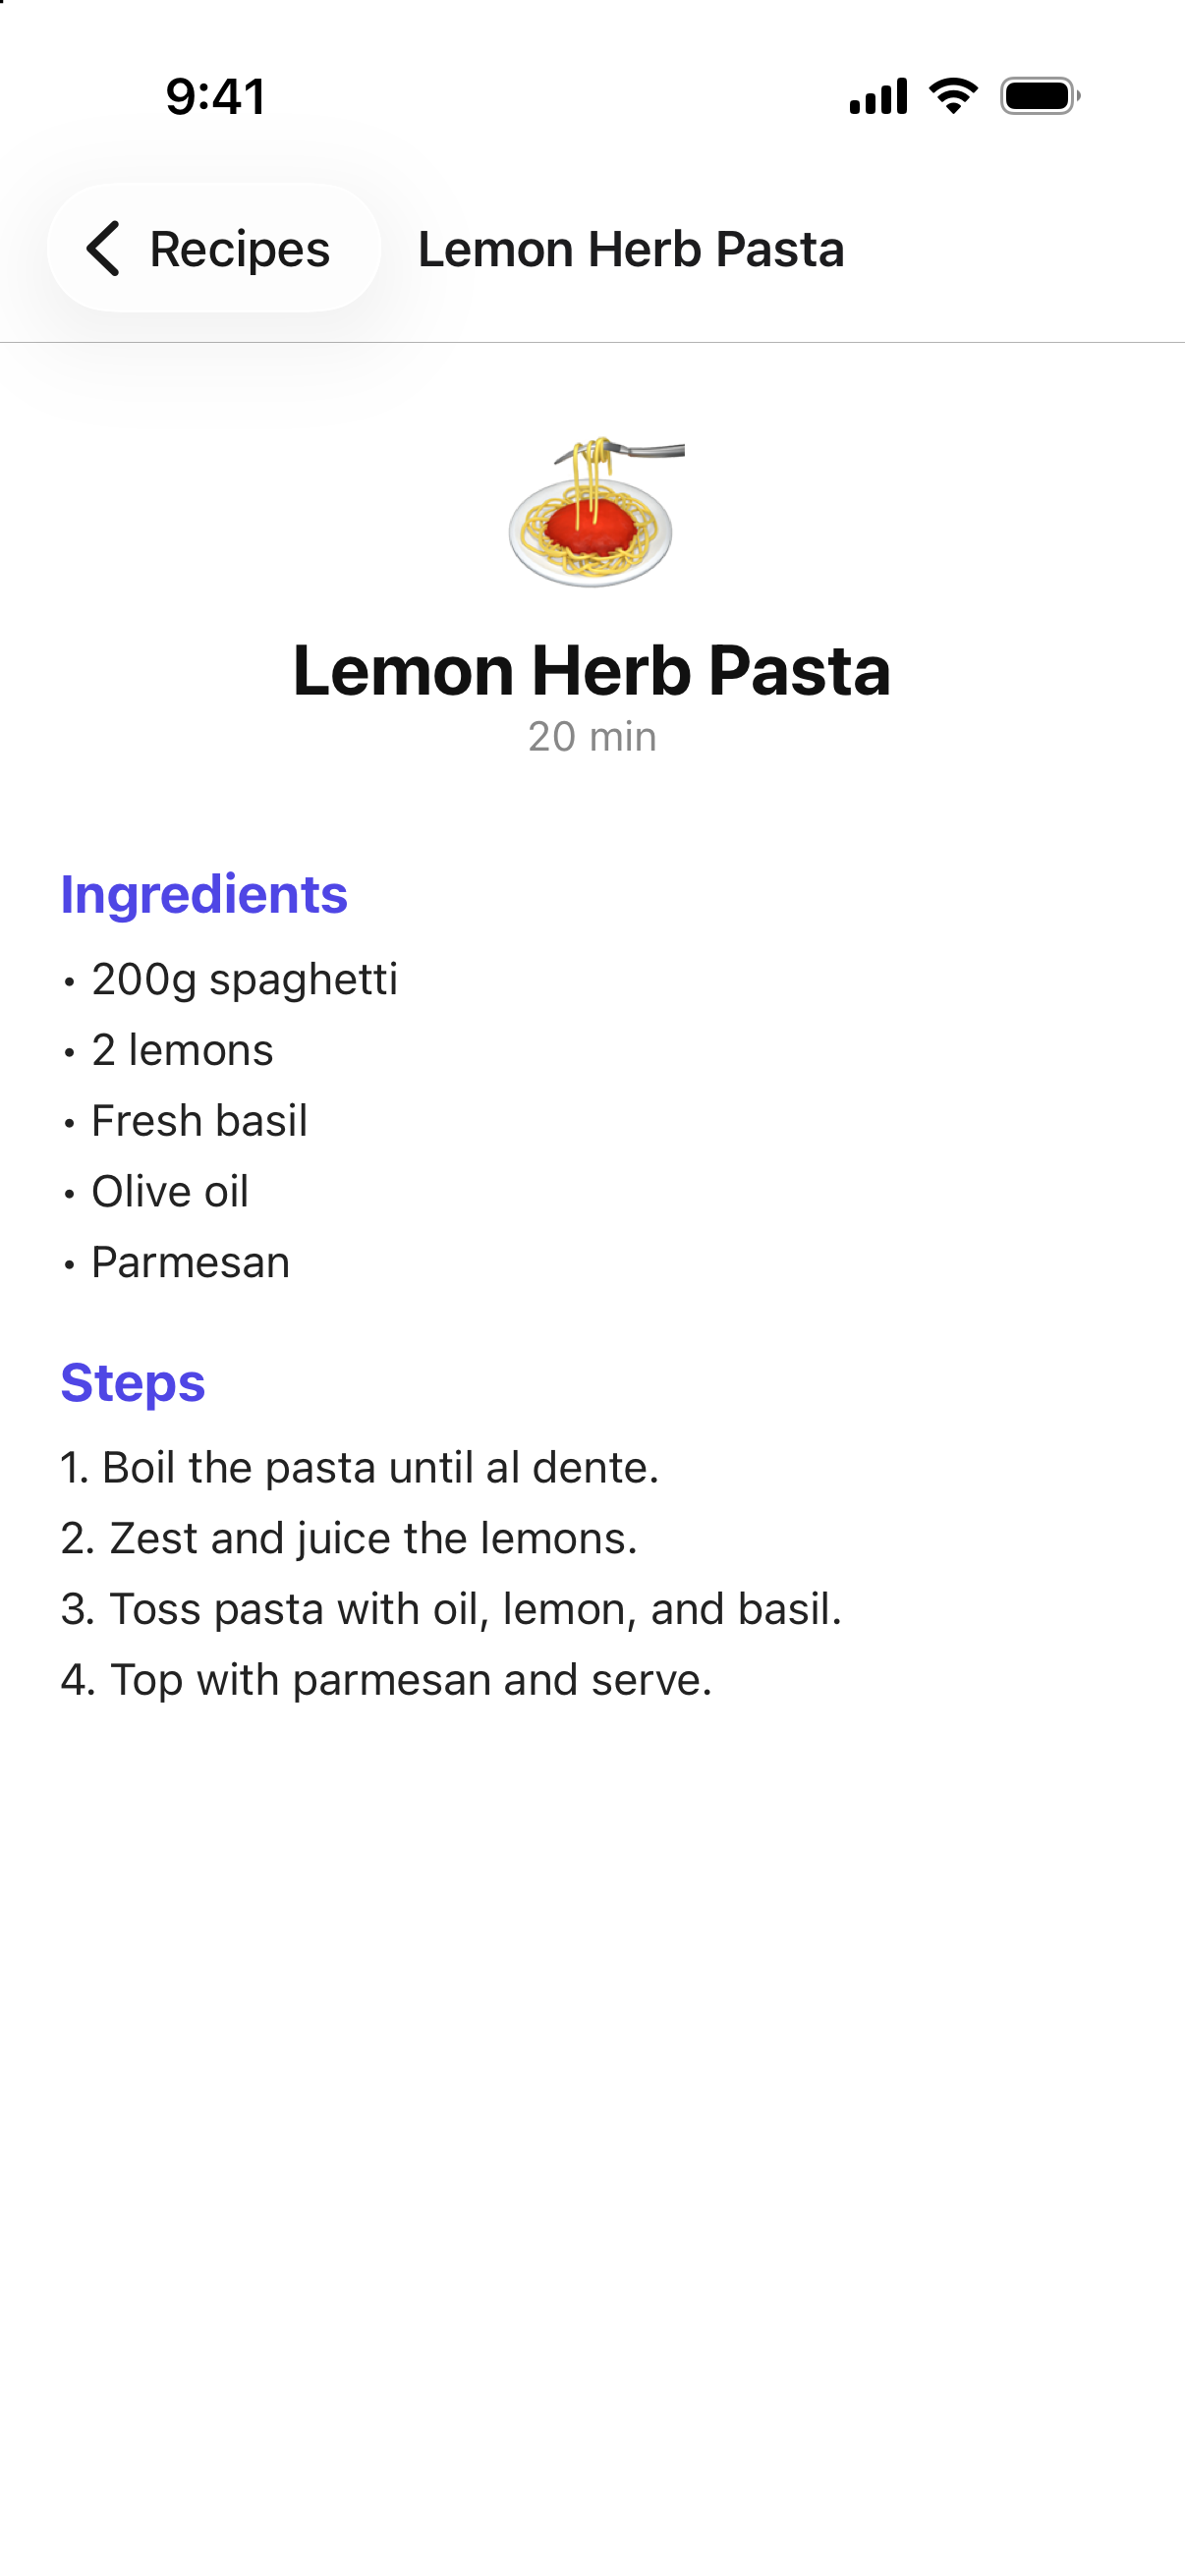 9:41
Recipes
Lemon Herb Pasta
Lemon Herb Pasta
20 min
Ingredients
• 200g spaghetti
• 2 lemons
• Fresh basil
• Olive oil
• Parmesan
Steps
1. Boil the pasta until al dente.
2. Zest and juice the lemons.
3. Toss pasta with oil, lemon, and basil.
4. Top with parmesan and serve.